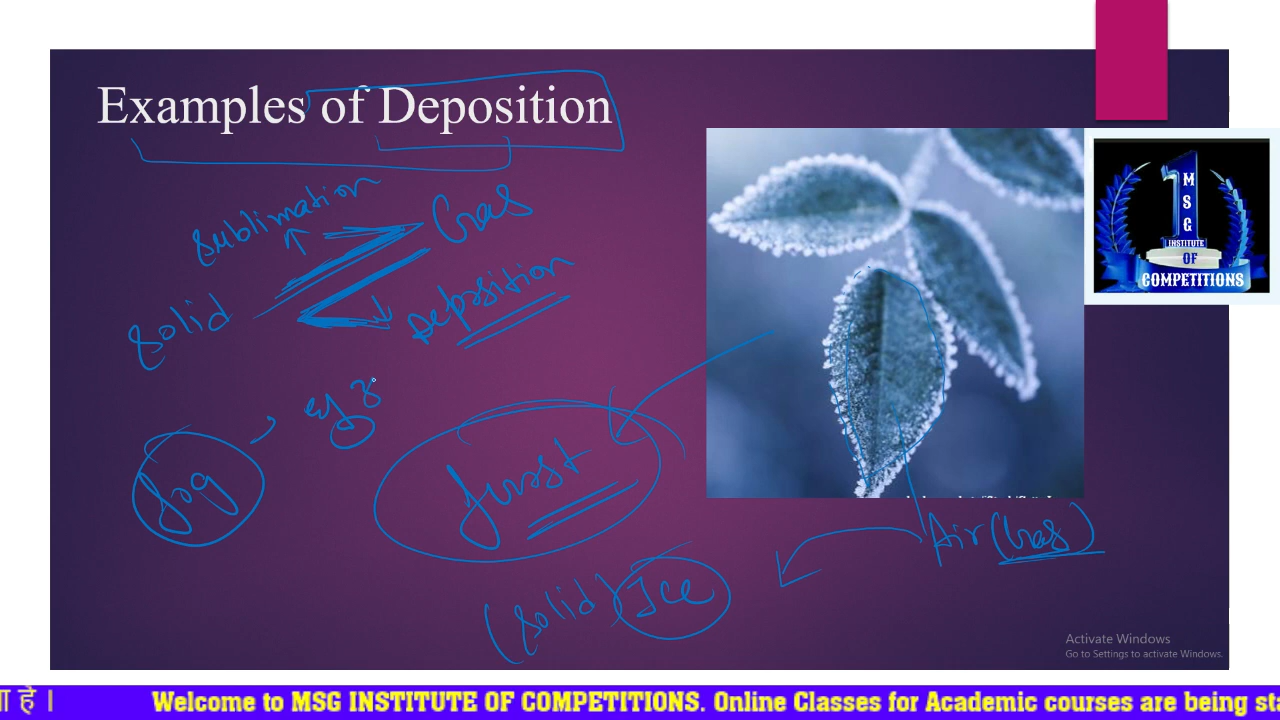 Examples of Deposition
Sublimation
Gas
Solid
Deposition
eg:
fog
frost
Air (Gas)
(Solid) Ice
M
S
G
INSTITUTE
OF
COMPETITIONS
Activate Windows
Go to Settings to activate Windows.
है । Welcome to MSG INSTITUTE OF COMPETITIONS. Online Classes for Academic courses are being